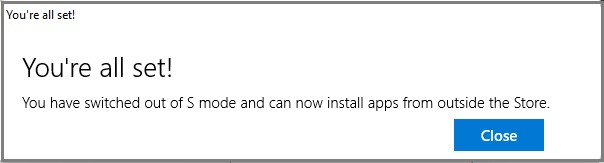 You're all set!
You're all set!
You have switched out of S mode and can now install apps from outside the Store.
Close